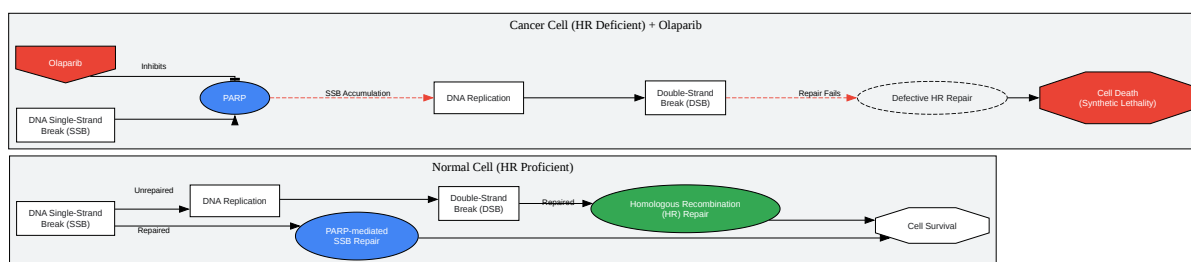 Cancer Cell (HR Deficient) + Olaparib
Olaparib
Inhibits
PARP
SSB Accumulation
DNA Replication
Double-Strand
Break (DSB)
Repair Fails
Defective HR Repair
Cell Death
(Synthetic Lethality)
DNA Single-Strand
Break (SSB)
Normal Cell (HR Proficient)
Unrepaired
DNA Replication
Double-Strand
Break (DSB)
Repaired
Homologous Recombination
(HR) Repair
DNA Single-Strand
Break (SSB)
Repaired
PARP-mediated
SSB Repair
Cell Survival